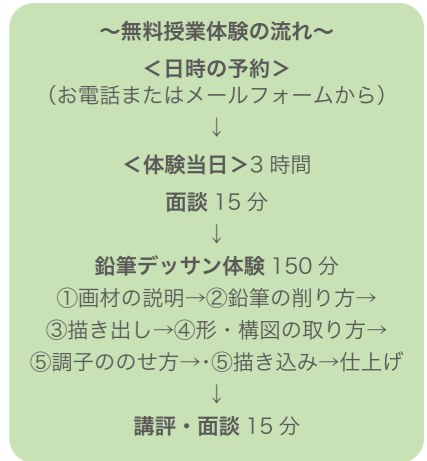 ～無料授業体験の流れ～
＜日時の予約＞
（お電話またはメールフォームから）
↓
＜体験当日＞3 時間
面談 15 分
↓
鉛筆デッサン体験 150 分
①画材の説明→②鉛筆の削り方→
③描き出し→④形・構図の取り方→
⑤調子ののせ方→･⑤描き込み→仕上げ
↓
講評・面談 15 分